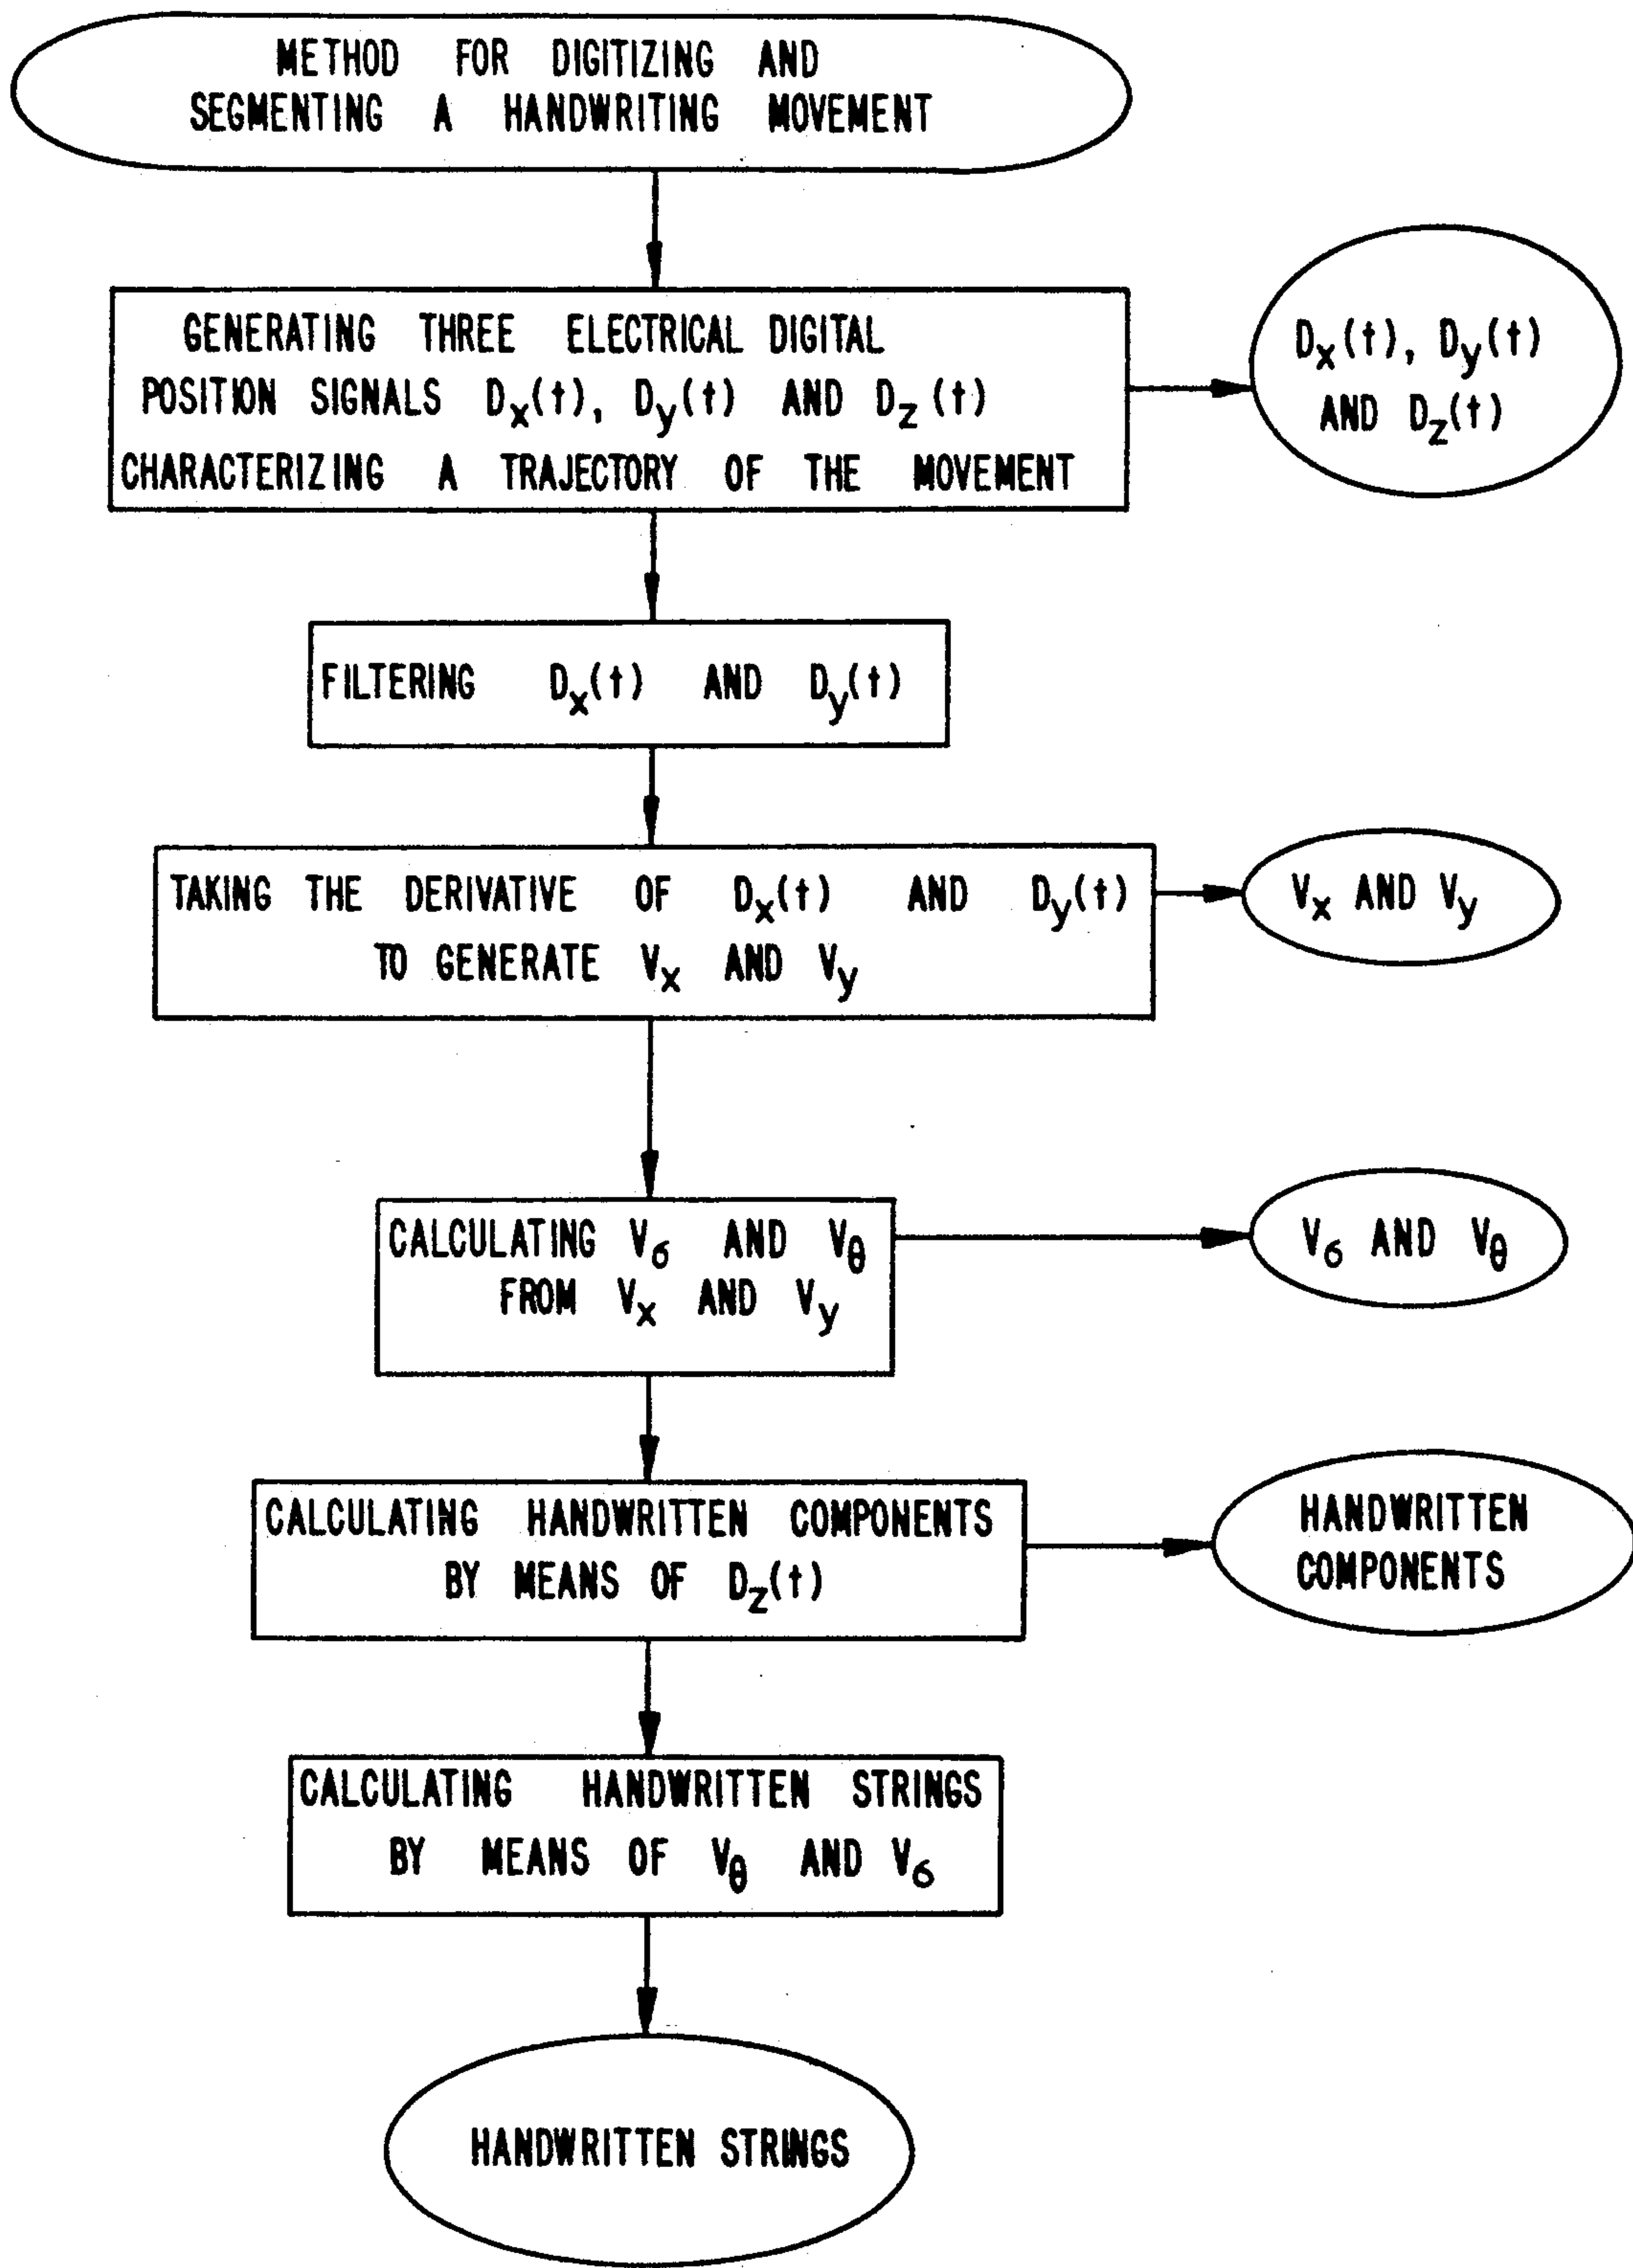 METHOD FOR DIGITIZING AND
SEGMENTING A HANDWRITING MOVEMENT
GENERATING THREE ELECTRICAL DIGITAL
POSITION SIGNALS Dx(t), Dy(t) AND Dz(t)
CHARACTERIZING A TRAJECTORY OF THE MOVEMENT
Dx(t), Dy(t)
AND Dz(t)
FILTERING Dx(t) AND Dy(t)
TAKING THE DERIVATIVE OF Dx(t) AND Dy(t)
TO GENERATE Vx AND Vy
Vx AND Vy
CALCULATING Vσ AND Vθ
FROM Vx AND Vy
Vσ AND Vθ
CALCULATING HANDWRITTEN COMPONENTS
BY MEANS OF Dz(t)
HANDWRITTEN
COMPONENTS
CALCULATING HANDWRITTEN STRINGS
BY MEANS OF Vθ AND Vσ
HANDWRITTEN STRINGS